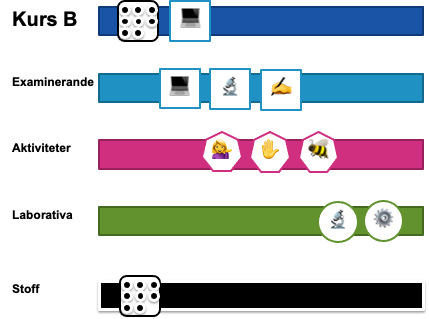 Kurs B
Examinerande
Aktiviteter
Laborativa
Stoff